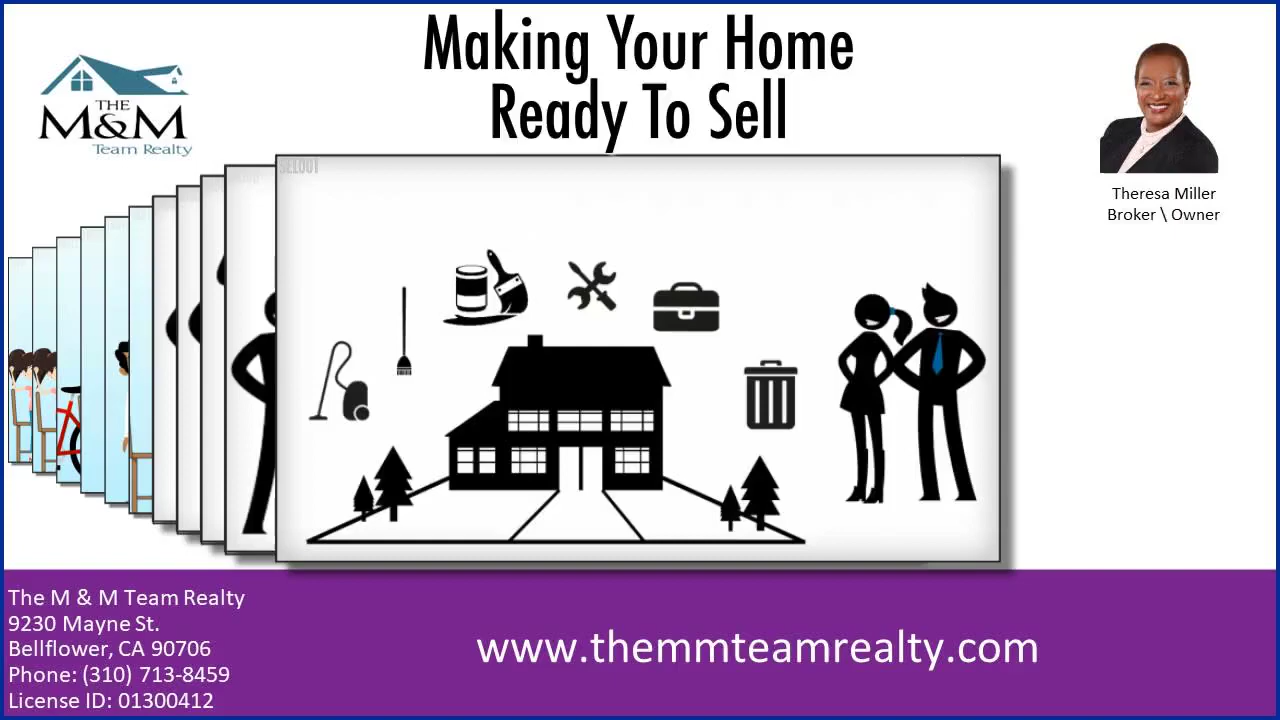 Making Your Home
Ready To Sell
THE
M&M
Team Realty
SEL001
Theresa Miller
Broker \ Owner
The M & M Team Realty
9230 Mayne St.
Bellflower, CA 90706
Phone: (310) 713-8459
License ID: 01300412
www.themmteamrealty.com